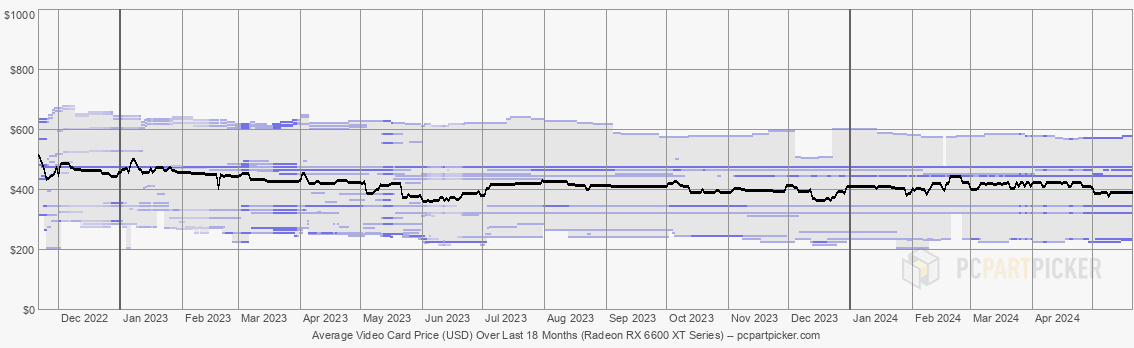 $1000
$800
$600
$400
$200
$0
PCPARTPICKER
Dec 2022 Jan 2023 Feb 2023 Mar 2023 Apr 2023 May 2023 Jun 2023 Jul 2023 Aug 2023 Sep 2023 Oct 2023 Nov 2023 Dec 2023 Jan 2024 Feb 2024 Mar 2024 Apr 2024
Average Video Card Price (USD) Over Last 18 Months (Radeon RX 6600 XT Series) -- pcpartpicker.com